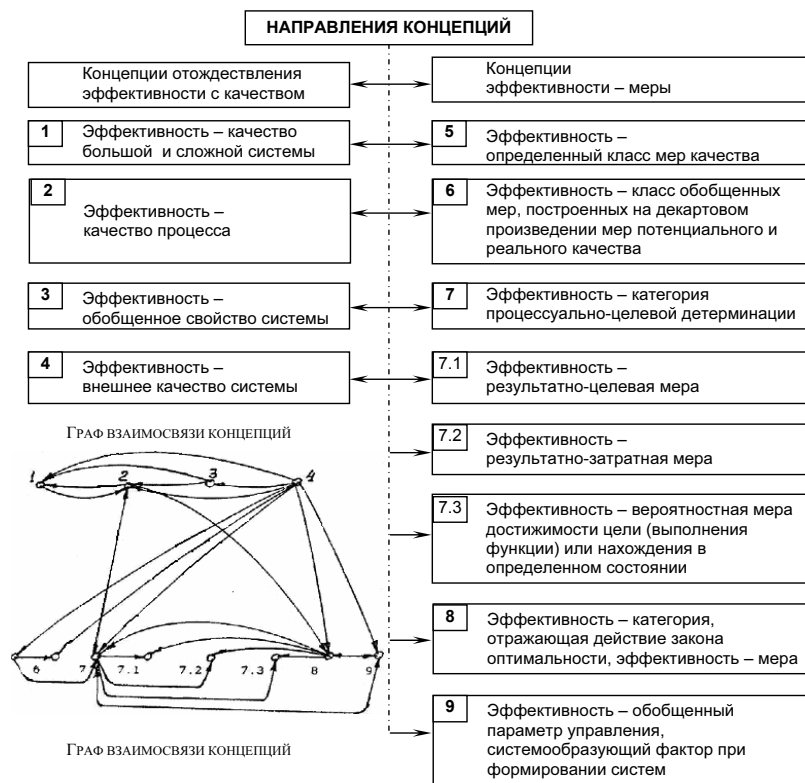 НАПРАВЛЕНИЯ КОНЦЕПЦИЙ
Концепции отождествления
эффективности с качеством
Концепции
эффективности – меры
1
Эффективность – качество
большой и сложной системы
5
Эффективность –
определенный класс мер качества
2
Эффективность –
качество процесса
6
Эффективность – класс обобщенных
мер, построенных на декартовом
произведении мер потенциального и
реального качества
3
Эффективность –
обобщенное свойство системы
7
Эффективность – категория
процессуально-целевой детерминации
4
Эффективность –
внешнее качество системы
7.1
Эффективность –
результатно-целевая мера
7.2
Эффективность –
результатно-затратная мера
7.3
Эффективность – вероятностная мера
достижимости цели (выполнения
функции) или нахождения в
определенном состоянии
8
Эффективность – категория,
отражающая действие закона
оптимальности, эффективность – мера
9
Эффективность – обобщенный
параметр управления,
системообразующий фактор при
формировании систем
ГРАФ ВЗАИМОСВЯЗИ КОНЦЕПЦИЙ
1 2 3 4
6 7 7.1 7.2 7.3 8 9
ГРАФ ВЗАИМОСВЯЗИ КОНЦЕПЦИЙ